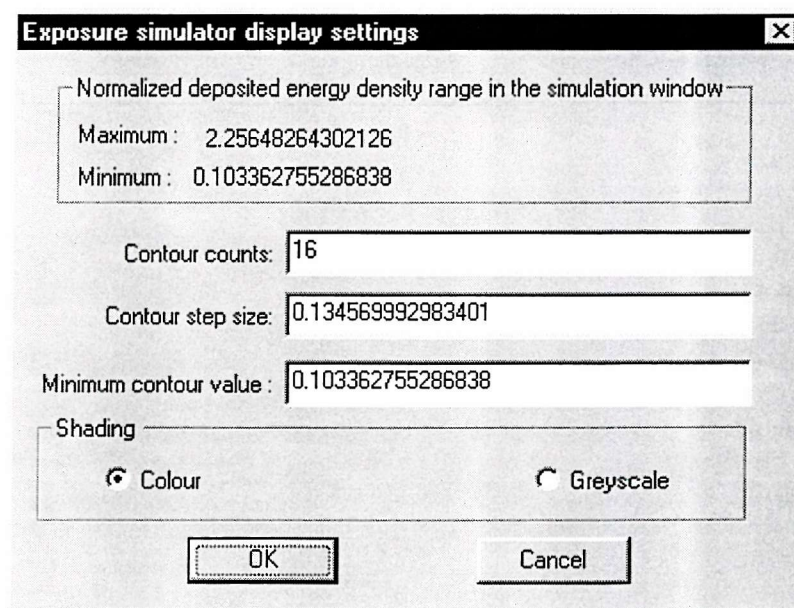 Exposure simulator display settings
Normalized deposited energy density range in the simulation window
Maximum : 2.25648264302126
Minimum : 0.103362755286838
Contour counts: 16
Contour step size: 0.134569992983401
Minimum contour value : 0.103362755286838
Shading
Colour Greyscale
OK Cancel